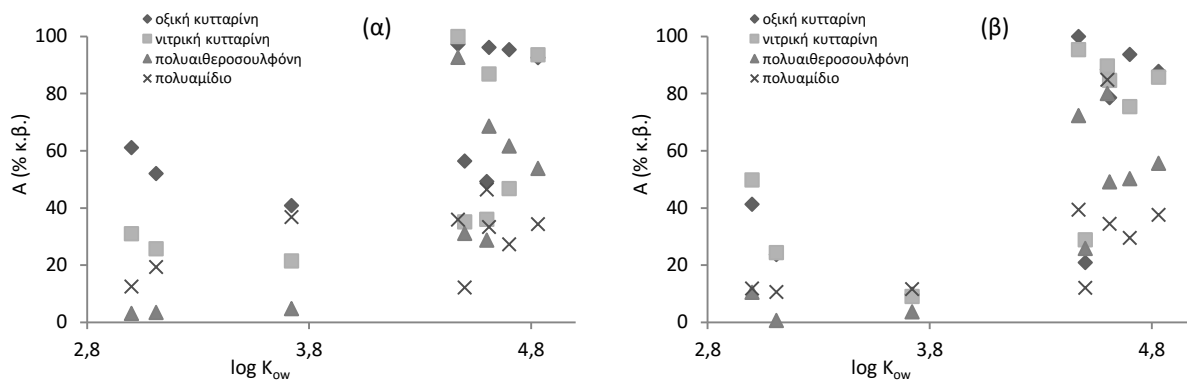 (α)
οξική κυτταρίνη
νιτρική κυτταρίνη
πολυαιθεροσουλφόνη
πολυαμίδιο
A (% κ.β.)
100
80
60
40
20
0
2,8 3,8 4,8
log Kow
(β)
οξική κυτταρίνη
νιτρική κυτταρίνη
πολυαιθεροσουλφόνη
πολυαμίδιο
A (% κ.β.)
100
80
60
40
20
0
2,8 3,8 4,8
log Kow